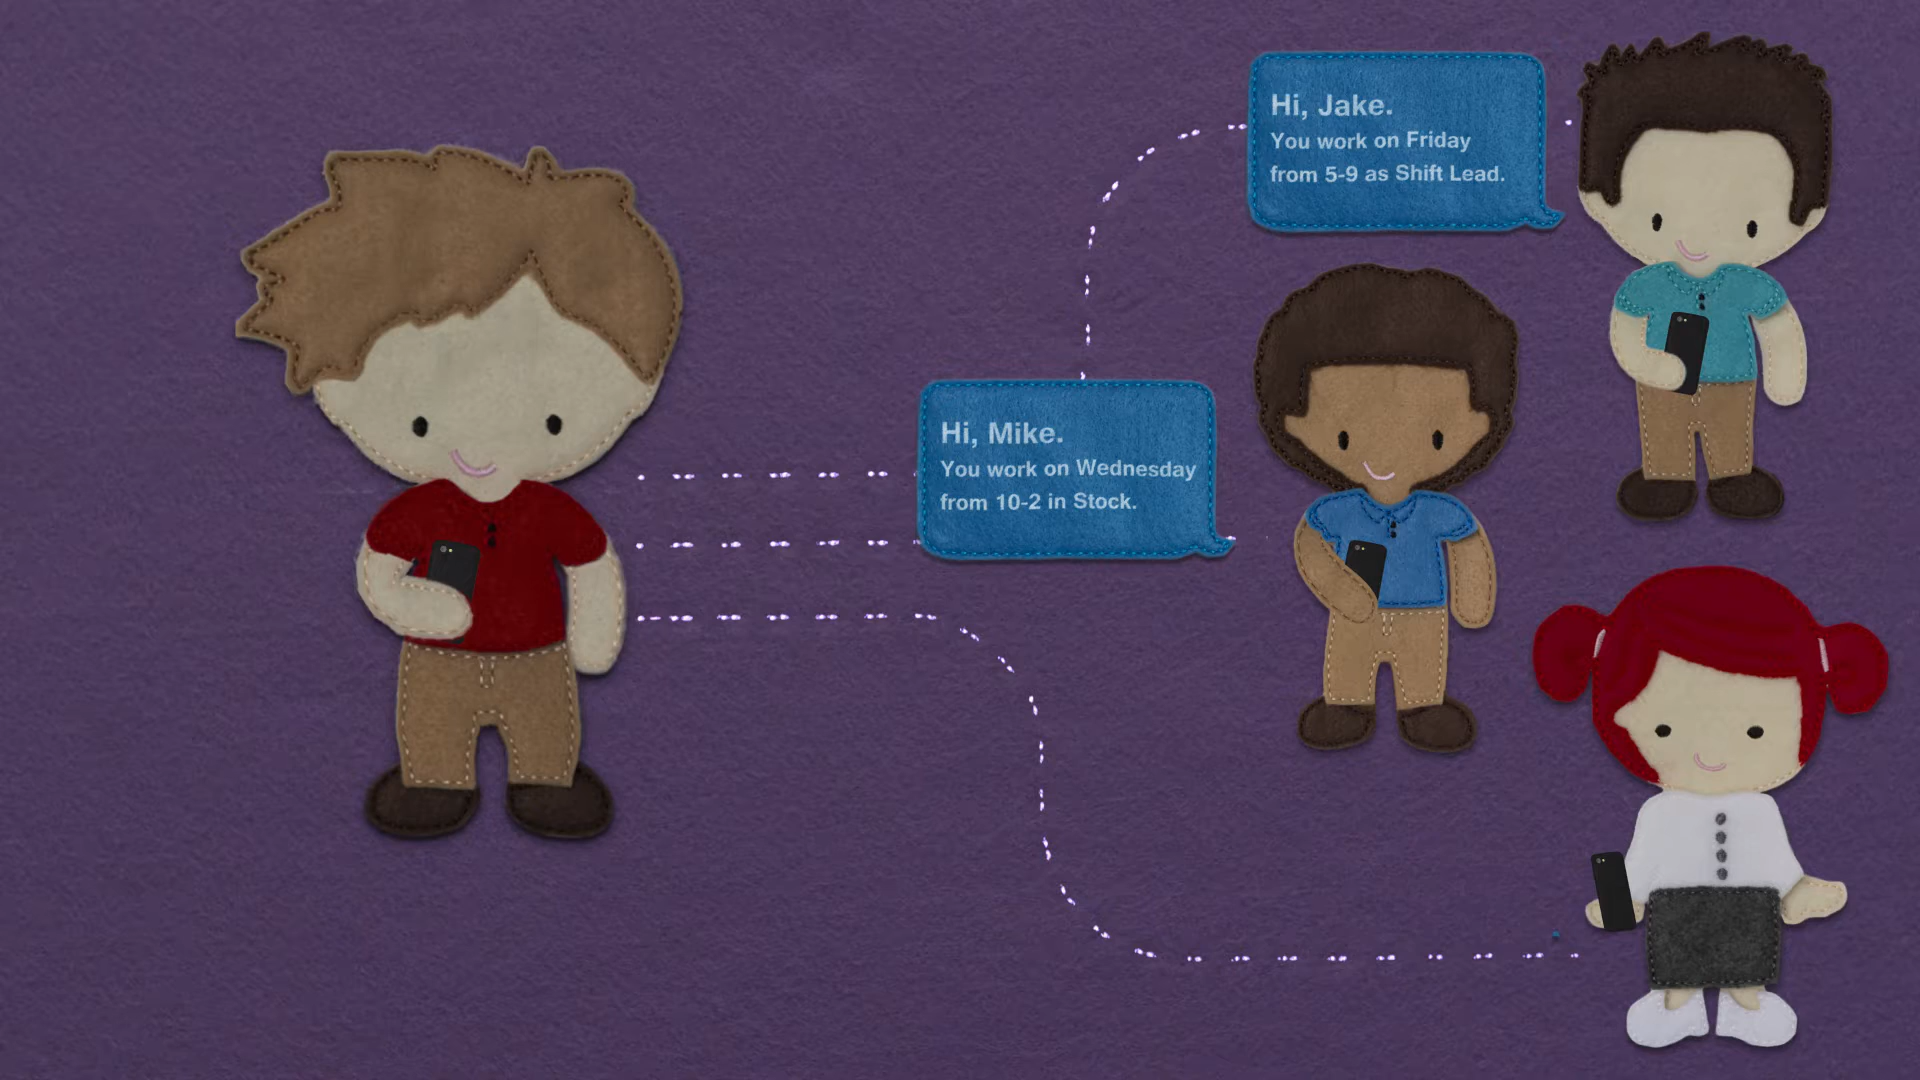 Hi, Jake.
You work on Friday
from 5-9 as Shift Lead.
Hi, Mike.
You work on Wednesday
from 10-2 in Stock.